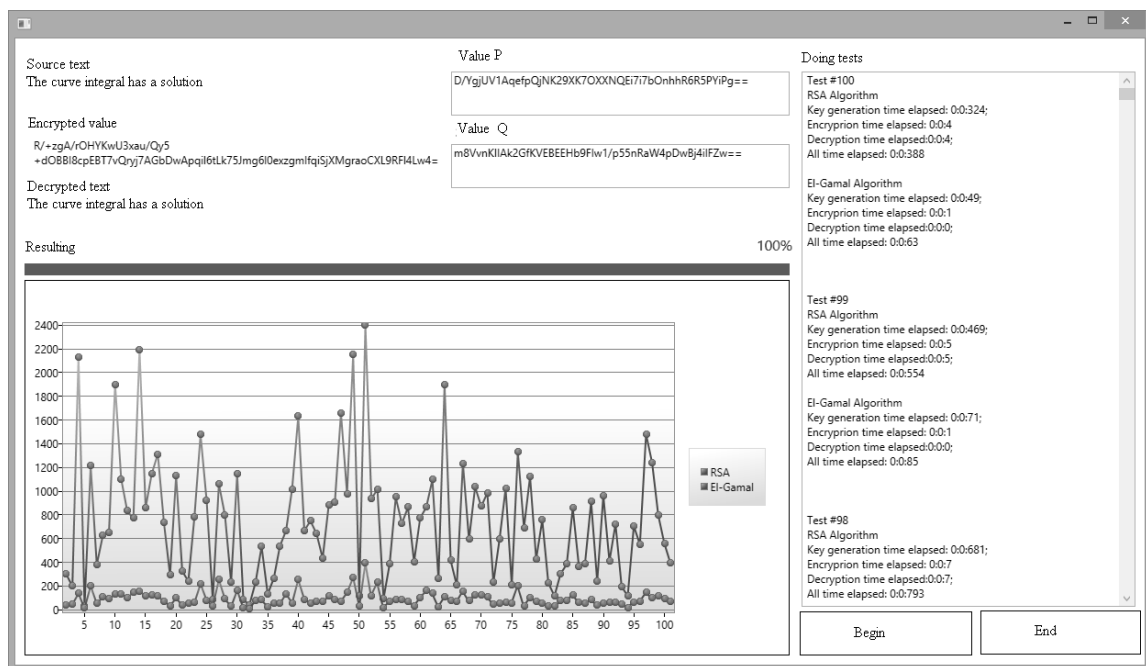 Source text
The curve integral has a solution
Encrypted value
R/+zgA/rOHYKwU3xau/Qy5
+dOBBl8cpEBT7vQryj7AGbDwApqil6tLk75Jmg6l0exzgmlfqiSjXMgraoCXL9RFl4Lw4=
Decrypted text
The curve integral has a solution
Value P
D/YgjUV1AqefpQjNK29XK7OXXNQEi7i7bOnhhR6R5PYiPg==
Value Q
m8VvnKllAk2GfKVEBEEHb9Flw1/p55nRaW4pDwBj4iIFZw==
Resulting
100%
2400
2200
2000
1800
1600
1400
1200
1000
800
600
400
200
0
5 10 15 20 25 30 35 40 45 50 55 60 65 70 75 80 85 90 95 100
RSA
El-Gamal
Doing tests
Test #100
RSA Algorithm
Key generation time elapsed: 0:0:324;
Encryprion time elapsed: 0:0:4
Decryption time elapsed:0:0:4;
All time elapsed: 0:0:388
El-Gamal Algorithm
Key generation time elapsed: 0:0:49;
Encryprion time elapsed: 0:0:1
Decryption time elapsed:0:0:0;
All time elapsed: 0:0:63
Test #99
RSA Algorithm
Key generation time elapsed: 0:0:469;
Encryprion time elapsed: 0:0:5
Decryption time elapsed:0:0:5;
All time elapsed: 0:0:554
El-Gamal Algorithm
Key generation time elapsed: 0:0:71;
Encryprion time elapsed: 0:0:1
Decryption time elapsed:0:0:0;
All time elapsed: 0:0:85
Test #98
RSA Algorithm
Key generation time elapsed: 0:0:681;
Encryprion time elapsed: 0:0:7
Decryption time elapsed:0:0:7;
All time elapsed: 0:0:793
Begin
End